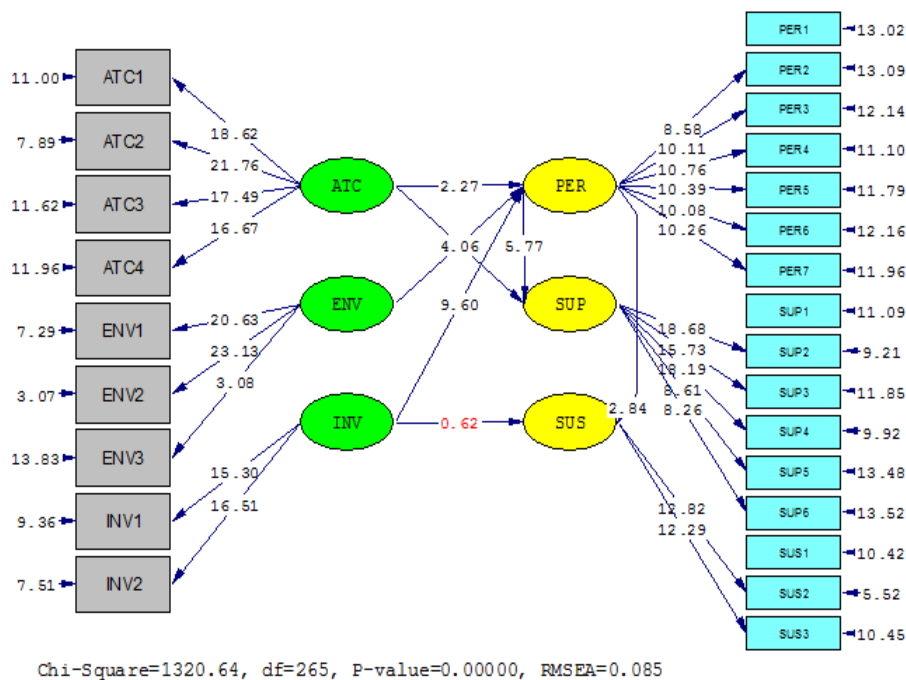 PER1 13.02
11.00 ATC1 PER2 13.09
PER3 12.14
18.62 8.58
7.89 ATC2 10.11 PER4 11.10
21.76 10.76
ATC 2.27 PER 10.39 PER5 11.79
11.62 ATC3 17.49 10.08
16.67 10.26 PER6 12.16
4.06 5.77
11.96 ATC4 PER7 11.96
9.60
ENV SUP SUP1 11.09
7.29 ENV1 20.63 18.68
23.13 15.73 SUP2 9.21
3.08 18.19
3.07 ENV2 8.61 SUP3 11.85
2.84 8.26
INV 0.62 SUS SUP4 9.92
13.83 ENV3
15.30 SUP5 13.48
16.51 12.82 SUP6 13.52
9.36 INV1 12.29
SUS1 10.42
7.51 INV2 SUS2 5.52
SUS3 10.45
Chi-Square=1320.64, df=265, P-value=0.00000, RMSEA=0.085